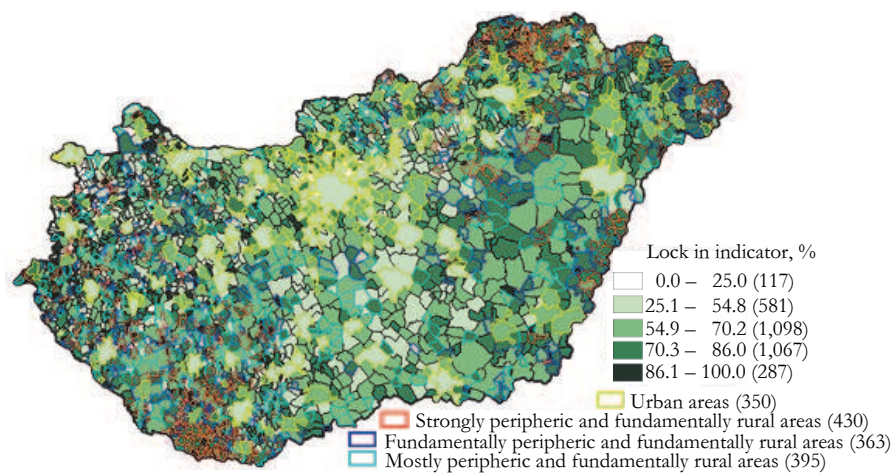 Lock in indicator, %
0.0 – 25.0 (117)
25.1 – 54.8 (581)
54.9 – 70.2 (1,098)
70.3 – 86.0 (1,067)
86.1 – 100.0 (287)
Urban areas (350)
Strongly peripheric and fundamentally rural areas (430)
Fundamentally peripheric and fundamentally rural areas (363)
Mostly peripheric and fundamentally rural areas (395)